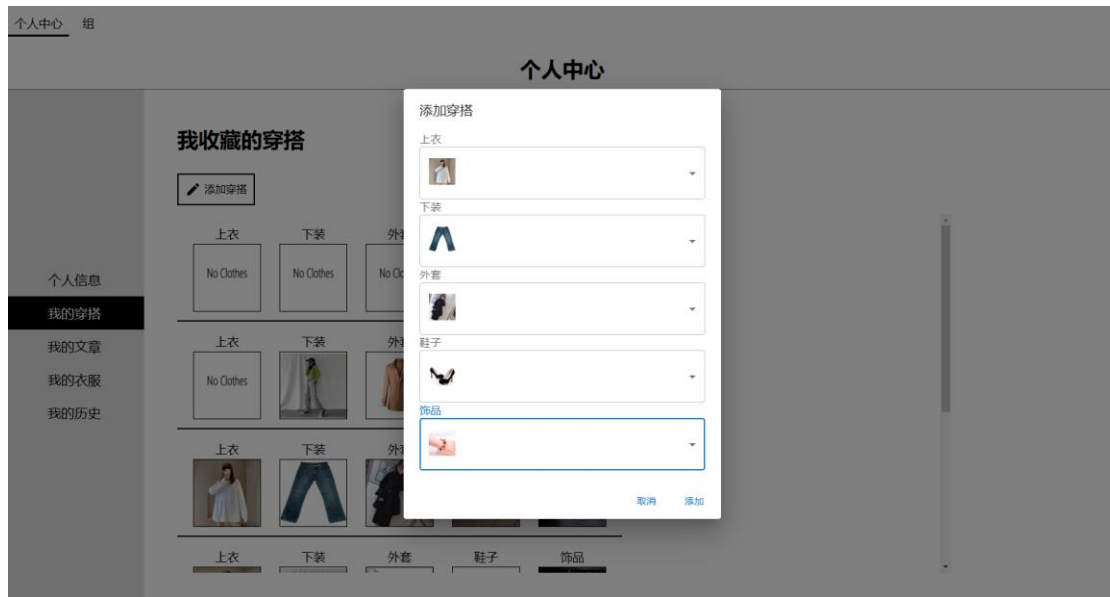 个人中心 组
个人中心
添加穿搭
上衣
下装
外套
鞋子
饰品
取消 添加
我收藏的穿搭
添加穿搭
个人信息
我的穿搭
我的文章
我的衣服
我的历史
上衣 下装
No Clothes No Clothes
上衣 下装
No Clothes
上衣 下装
上衣 下装 外套 鞋子 饰品